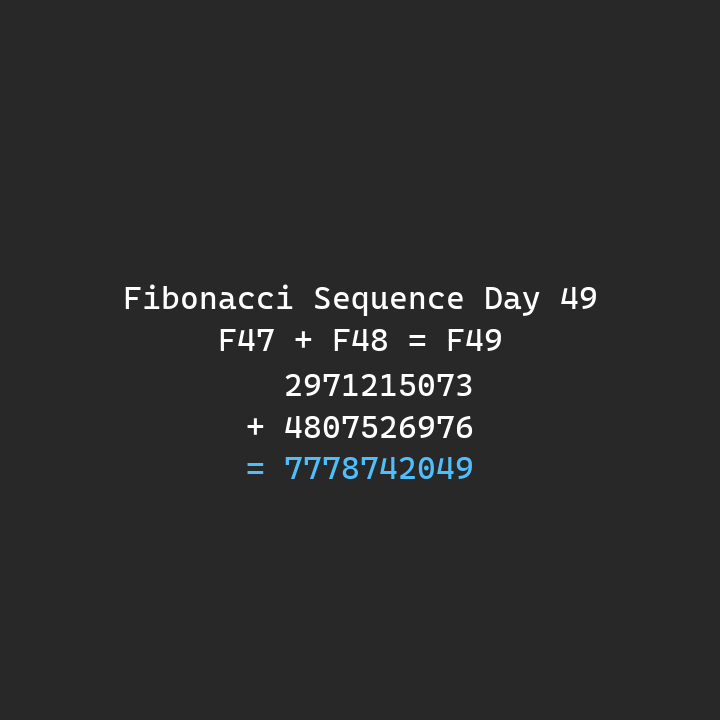 Fibonacci Sequence Day 49
F47 + F48 = F49
2971215073
+ 4807526976
= 7778742049